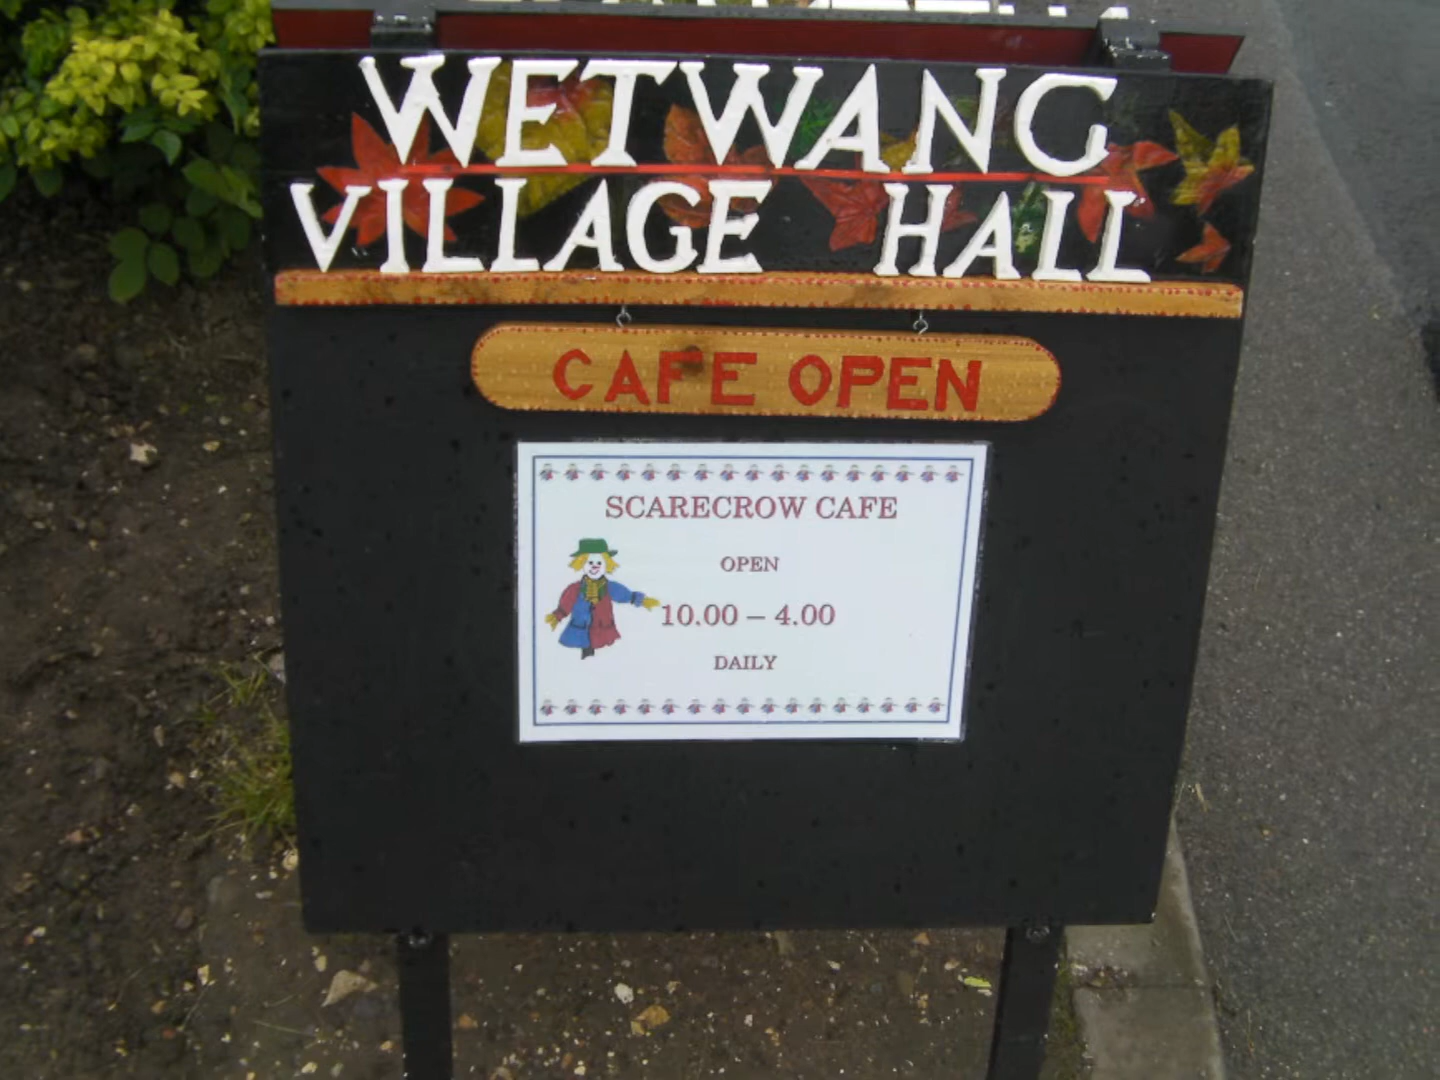 WETWANG
VILLAGE HALL
CAFE OPEN
SCARECROW CAFE
OPEN
10.00 – 4.00
DAILY